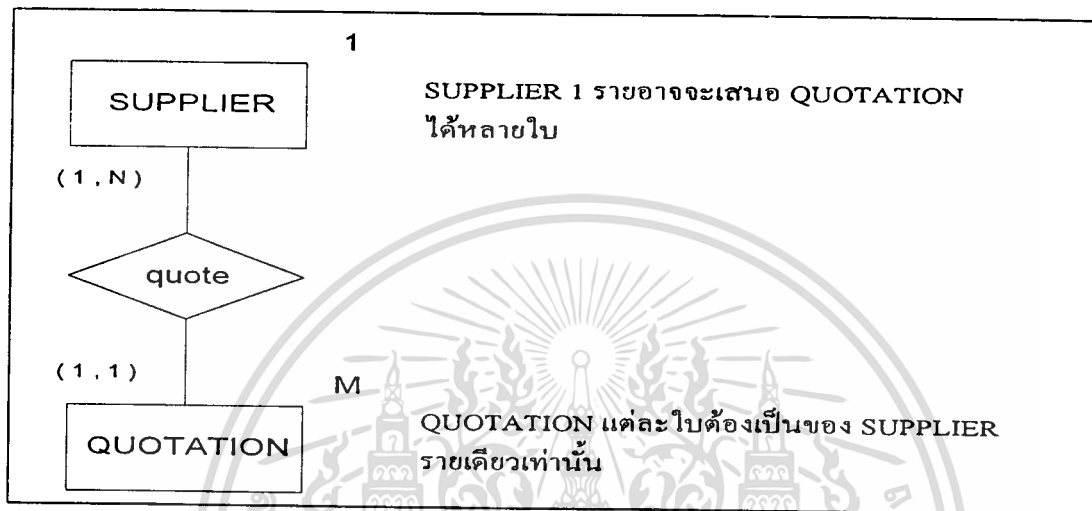 1
SUPPLIER
SUPPLIER 1 รายอาจจะเสนอ QUOTATION
ได้หลายใบ
(1,N)
quote
(1,1)
M
QUOTATION
QUOTATION แต่ละใบต้องเป็นของ SUPPLIER
รายเดียวเท่านั้น